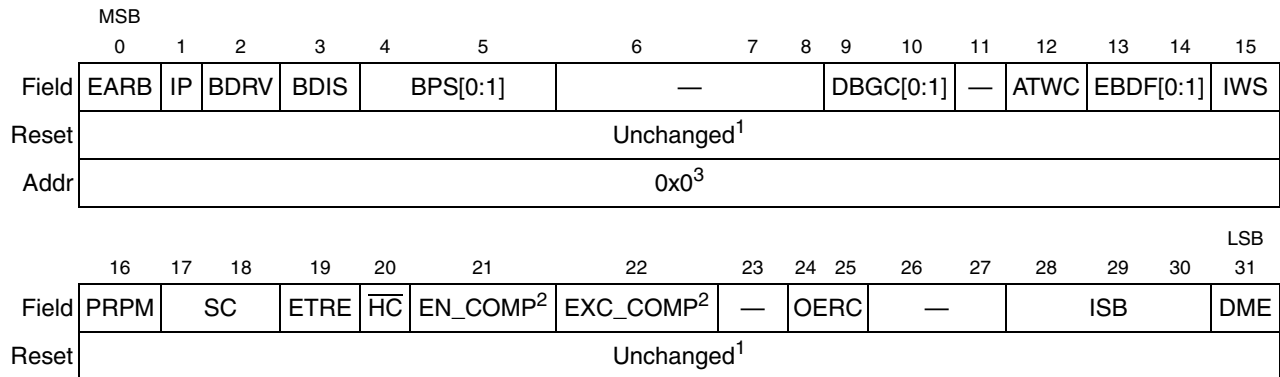 MSB
0 1 2 3 4 5 6 7 8 9 10 11 12 13 14 15
Field EARB IP BDRV BDIS BPS[0:1] — DBGC[0:1] — ATWC EBDF[0:1] IWS
Reset Unchanged1
Addr 0x03
LSB
16 17 18 19 20 21 22 23 24 25 26 27 28 29 30 31
Field PRPM SC ETRE HC EN_COMP2 EXC_COMP2 — OERC — ISB DME
Reset Unchanged1